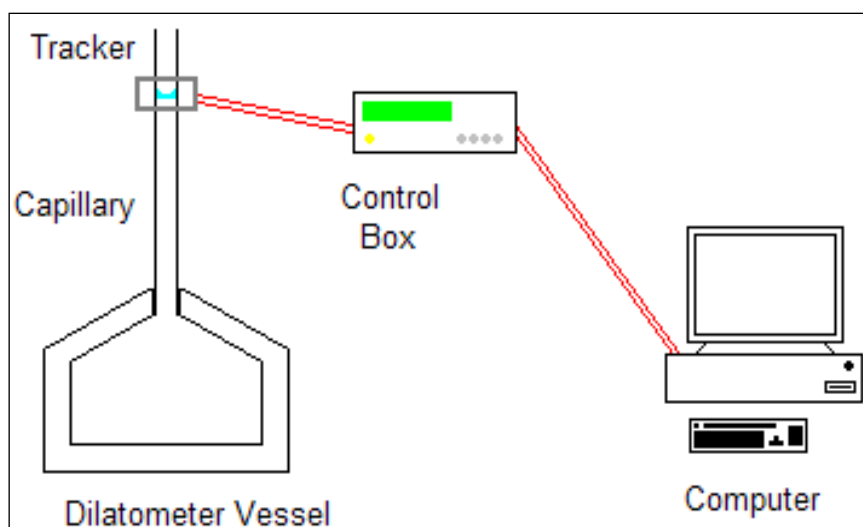 Tracker
Capillary
Control
Box
Dilatometer Vessel
Computer